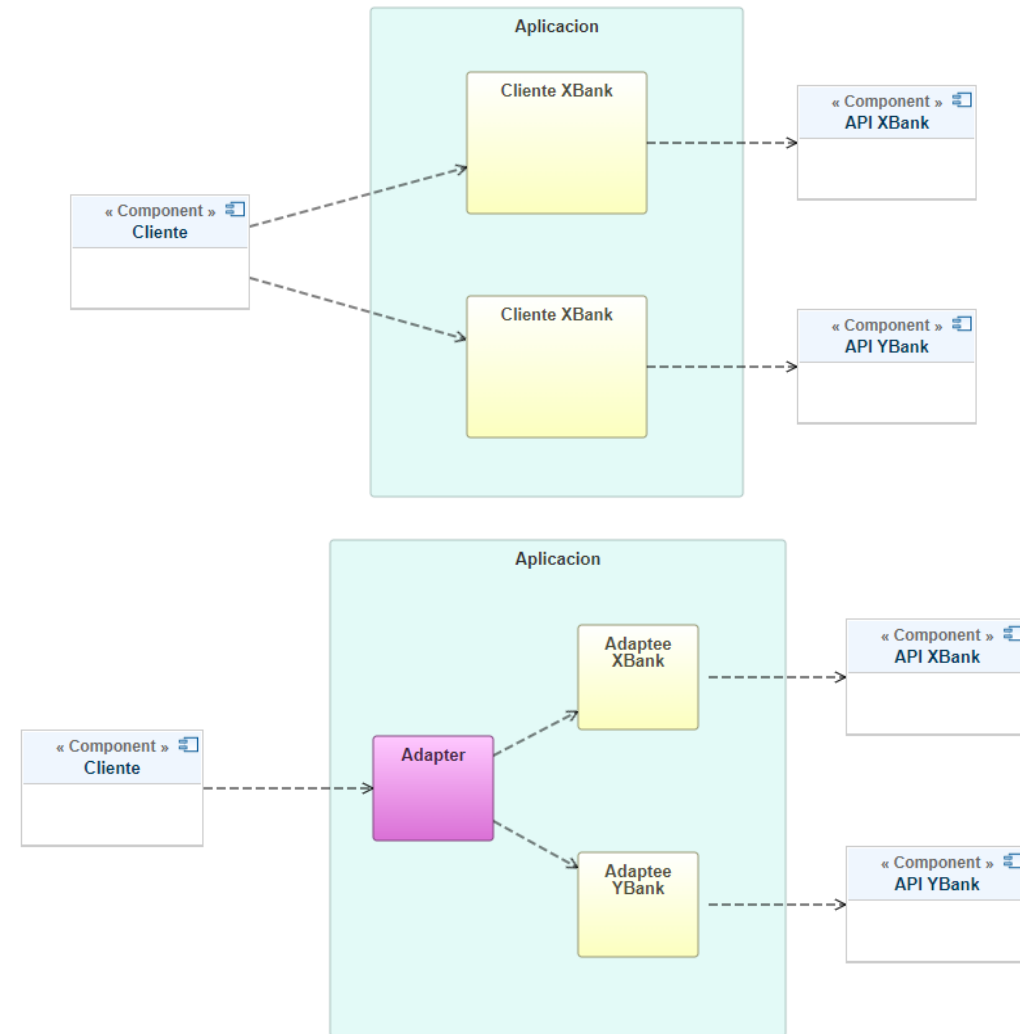 Aplicacion
Cliente XBank
« Component »
API XBank
« Component »
Cliente
Cliente XBank
« Component »
API YBank
Aplicacion
Adaptee
XBank
« Component »
API XBank
« Component »
Cliente
Adapter
Adaptee
YBank
« Component »
API YBank